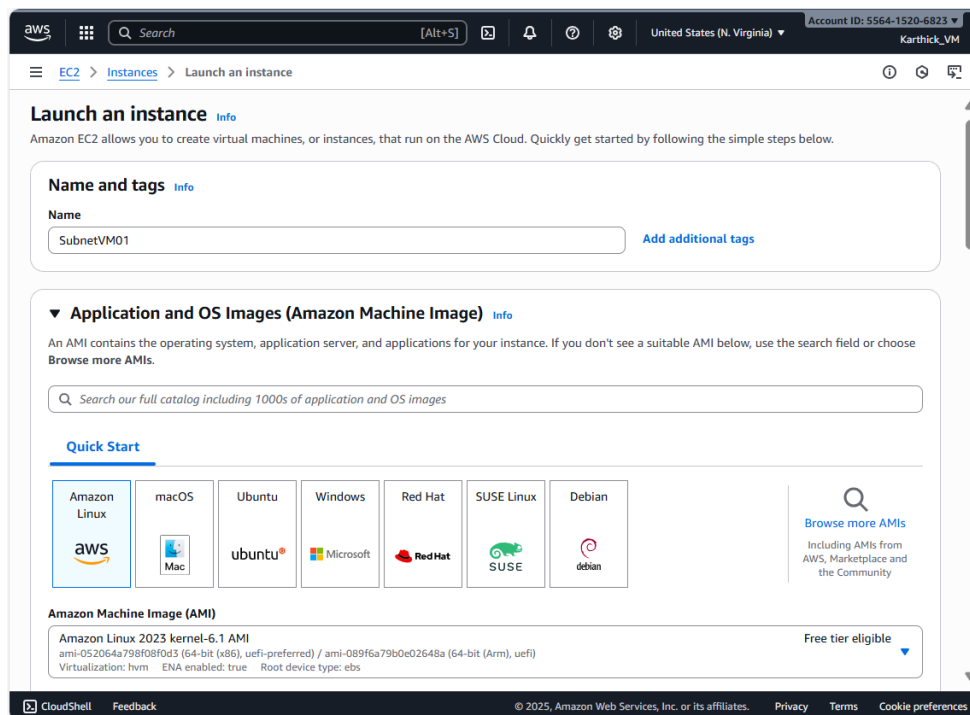 aws
Search [Alt+S]
United States (N. Virginia)
Account ID: 5564-1520-6823
Karthick_VM
EC2 > Instances > Launch an instance
Launch an instance Info
Amazon EC2 allows you to create virtual machines, or instances, that run on the AWS Cloud. Quickly get started by following the simple steps below.
Name and tags Info
Name
SubnetVM01
Add additional tags
Application and OS Images (Amazon Machine Image) Info
An AMI contains the operating system, application server, and applications for your instance. If you don't see a suitable AMI below, use the search field or choose
Browse more AMIs.
Search our full catalog including 1000s of application and OS images
Quick Start
Amazon
Linux
aws
macOS
Mac
Ubuntu
ubuntu®
Windows
Microsoft
Red Hat
RedHat
SUSE Linux
SUSE
Debian
debian
Browse more AMIs
Including AMIs from
AWS, Marketplace and
the Community
Amazon Machine Image (AMI)
Amazon Linux 2023 kernel-6.1 AMI
Free tier eligible
ami-052064a798f08f0d3 (64-bit (x86), uefi-preferred) / ami-089f6a79b0e02648a (64-bit (Arm), uefi)
Virtualization: hvm ENA enabled: true Root device type: ebs
CloudShell Feedback © 2025, Amazon Web Services, Inc. or its affiliates. Privacy Terms Cookie preferences